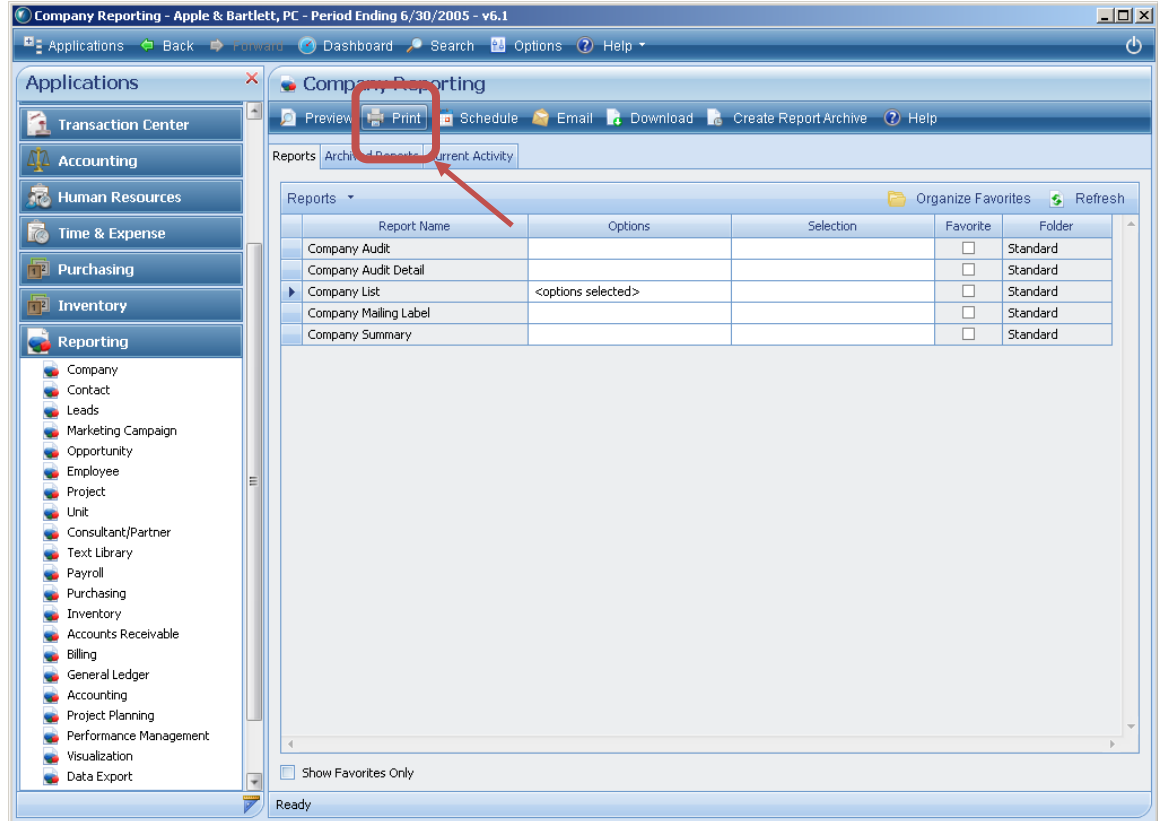 Company Reporting - Apple & Bartlett, PC - Period Ending 6/30/2005 - v6.1
Applications Back Forward Dashboard Search Options Help
Applications
Transaction Center
Accounting
Human Resources
Time & Expense
Purchasing
Inventory
Reporting
Company
Contact
Leads
Marketing Campaign
Opportunity
Employee
Project
Unit
Consultant/Partner
Text Library
Payroll
Purchasing
Inventory
Accounts Receivable
Billing
General Ledger
Accounting
Project Planning
Performance Management
Visualization
Data Export
Company Reporting
Preview Print Schedule Email Download Create Report Archive Help
Reports Archived Reports Current Activity
Reports Organize Favorites Refresh
Report Name Options Selection Favorite Folder
Company Audit Standard
Company Audit Detail Standard
Company List <options selected> Standard
Company Mailing Label Standard
Company Summary Standard
Show Favorites Only
Ready